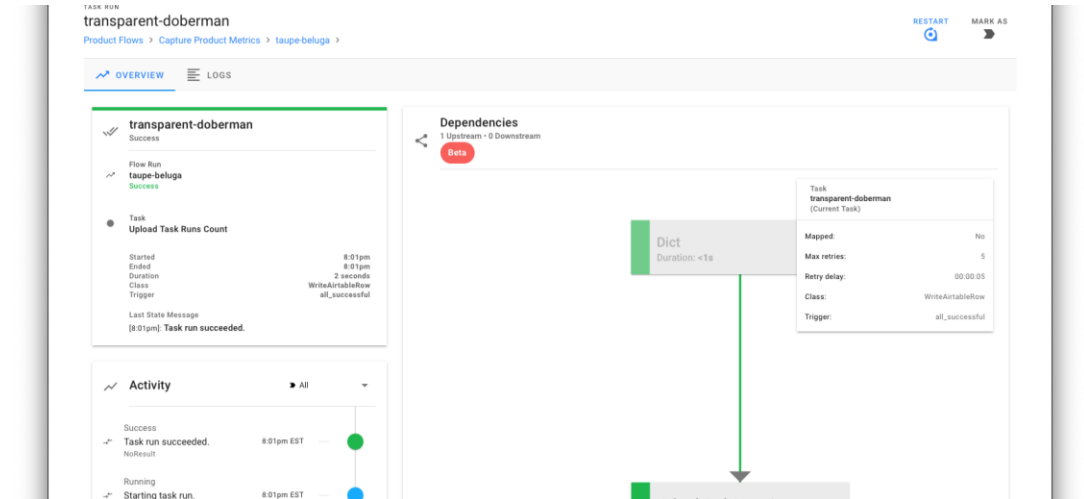 TASK RUN
transparent-doberman
Product Flows > Capture Product Metrics > taupe-beluga >
RESTART
MARK AS
OVERVIEW
LOGS
transparent-doberman
Success
Flow Run
taupe-beluga
Success
Task
Upload Task Runs Count
Started 8:01pm
Ended 8:01pm
Duration 2 seconds
Class WriteAirtableRow
Trigger all_successful
Last State Message
[8:01pm]: Task run succeeded.
Activity
All
Success
Task run succeeded. 8:01pm EST
NoResult
Running
Starting task run. 8:01pm EST
Dependencies
1 Upstream • 0 Downstream
Beta
Dict
Duration: <1s
Task
transparent-doberman
(Current Task)
Mapped: No
Max retries: 5
Retry delay: 00:00:05
Class: WriteAirtableRow
Trigger: all_successful